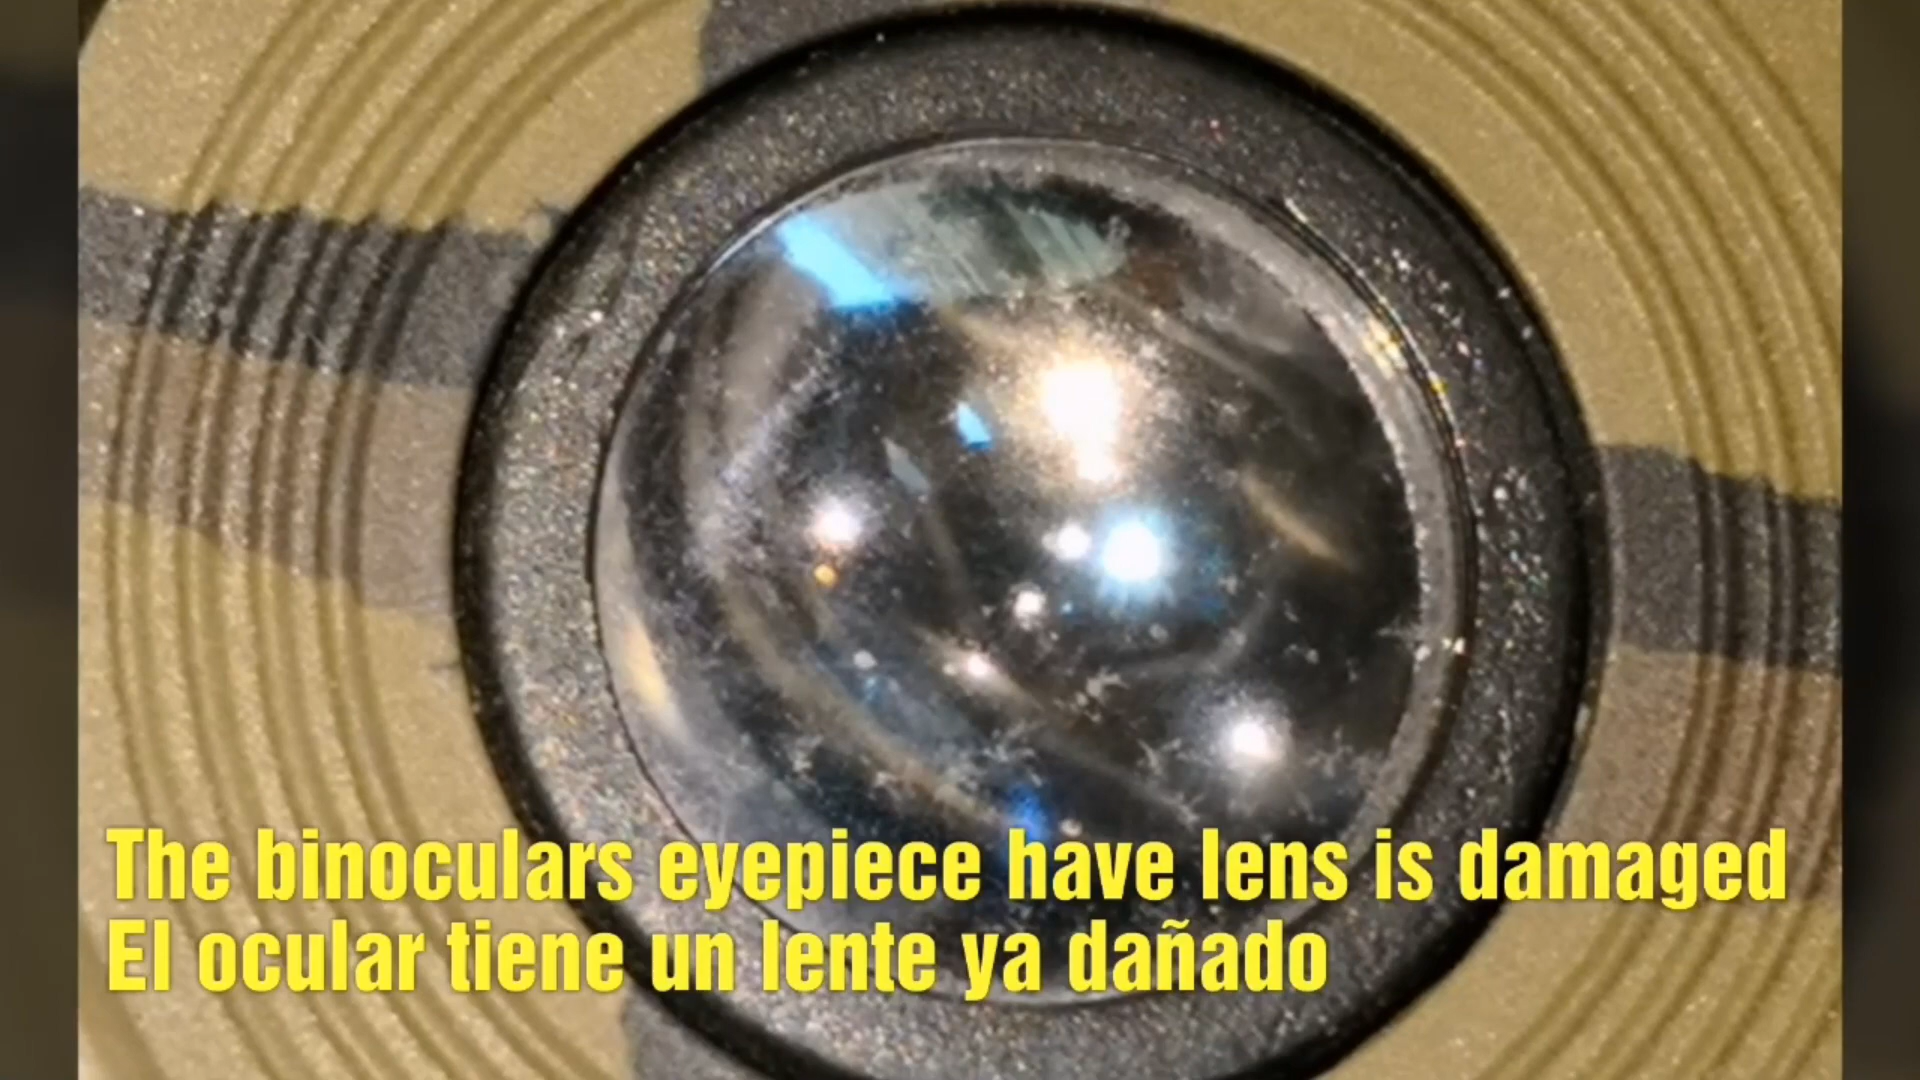 The binoculars eyepiece have lens is damaged
El ocular tiene un lente ya dañado